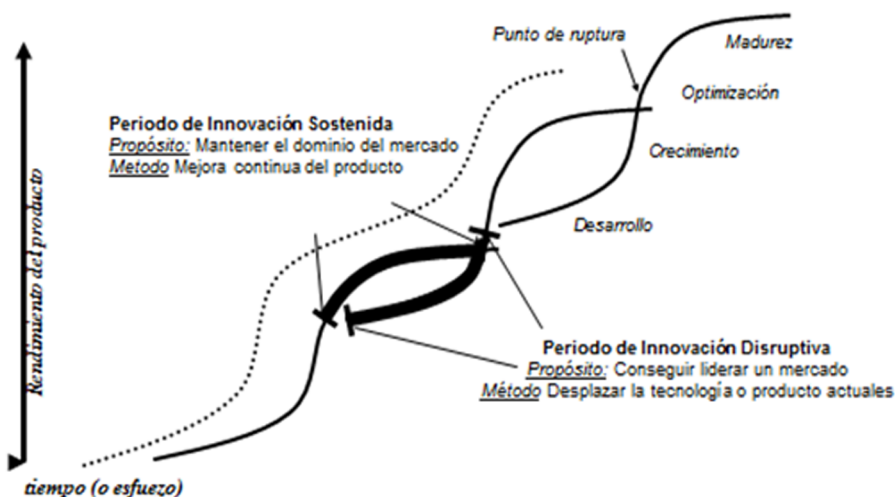 Punto de ruptura
Madurez
Optimización
Periodo de Innovación Sostenida
Propósito: Mantener el dominio del mercado
Metodo Mejora continua del producto
Crecimiento
Desarrollo
Rendimiento del producto
Periodo de Innovación Disruptiva
Propósito: Conseguir liderar un mercado
Método Desplazar la tecnología o producto actuales
tiempo (o esfuezo)